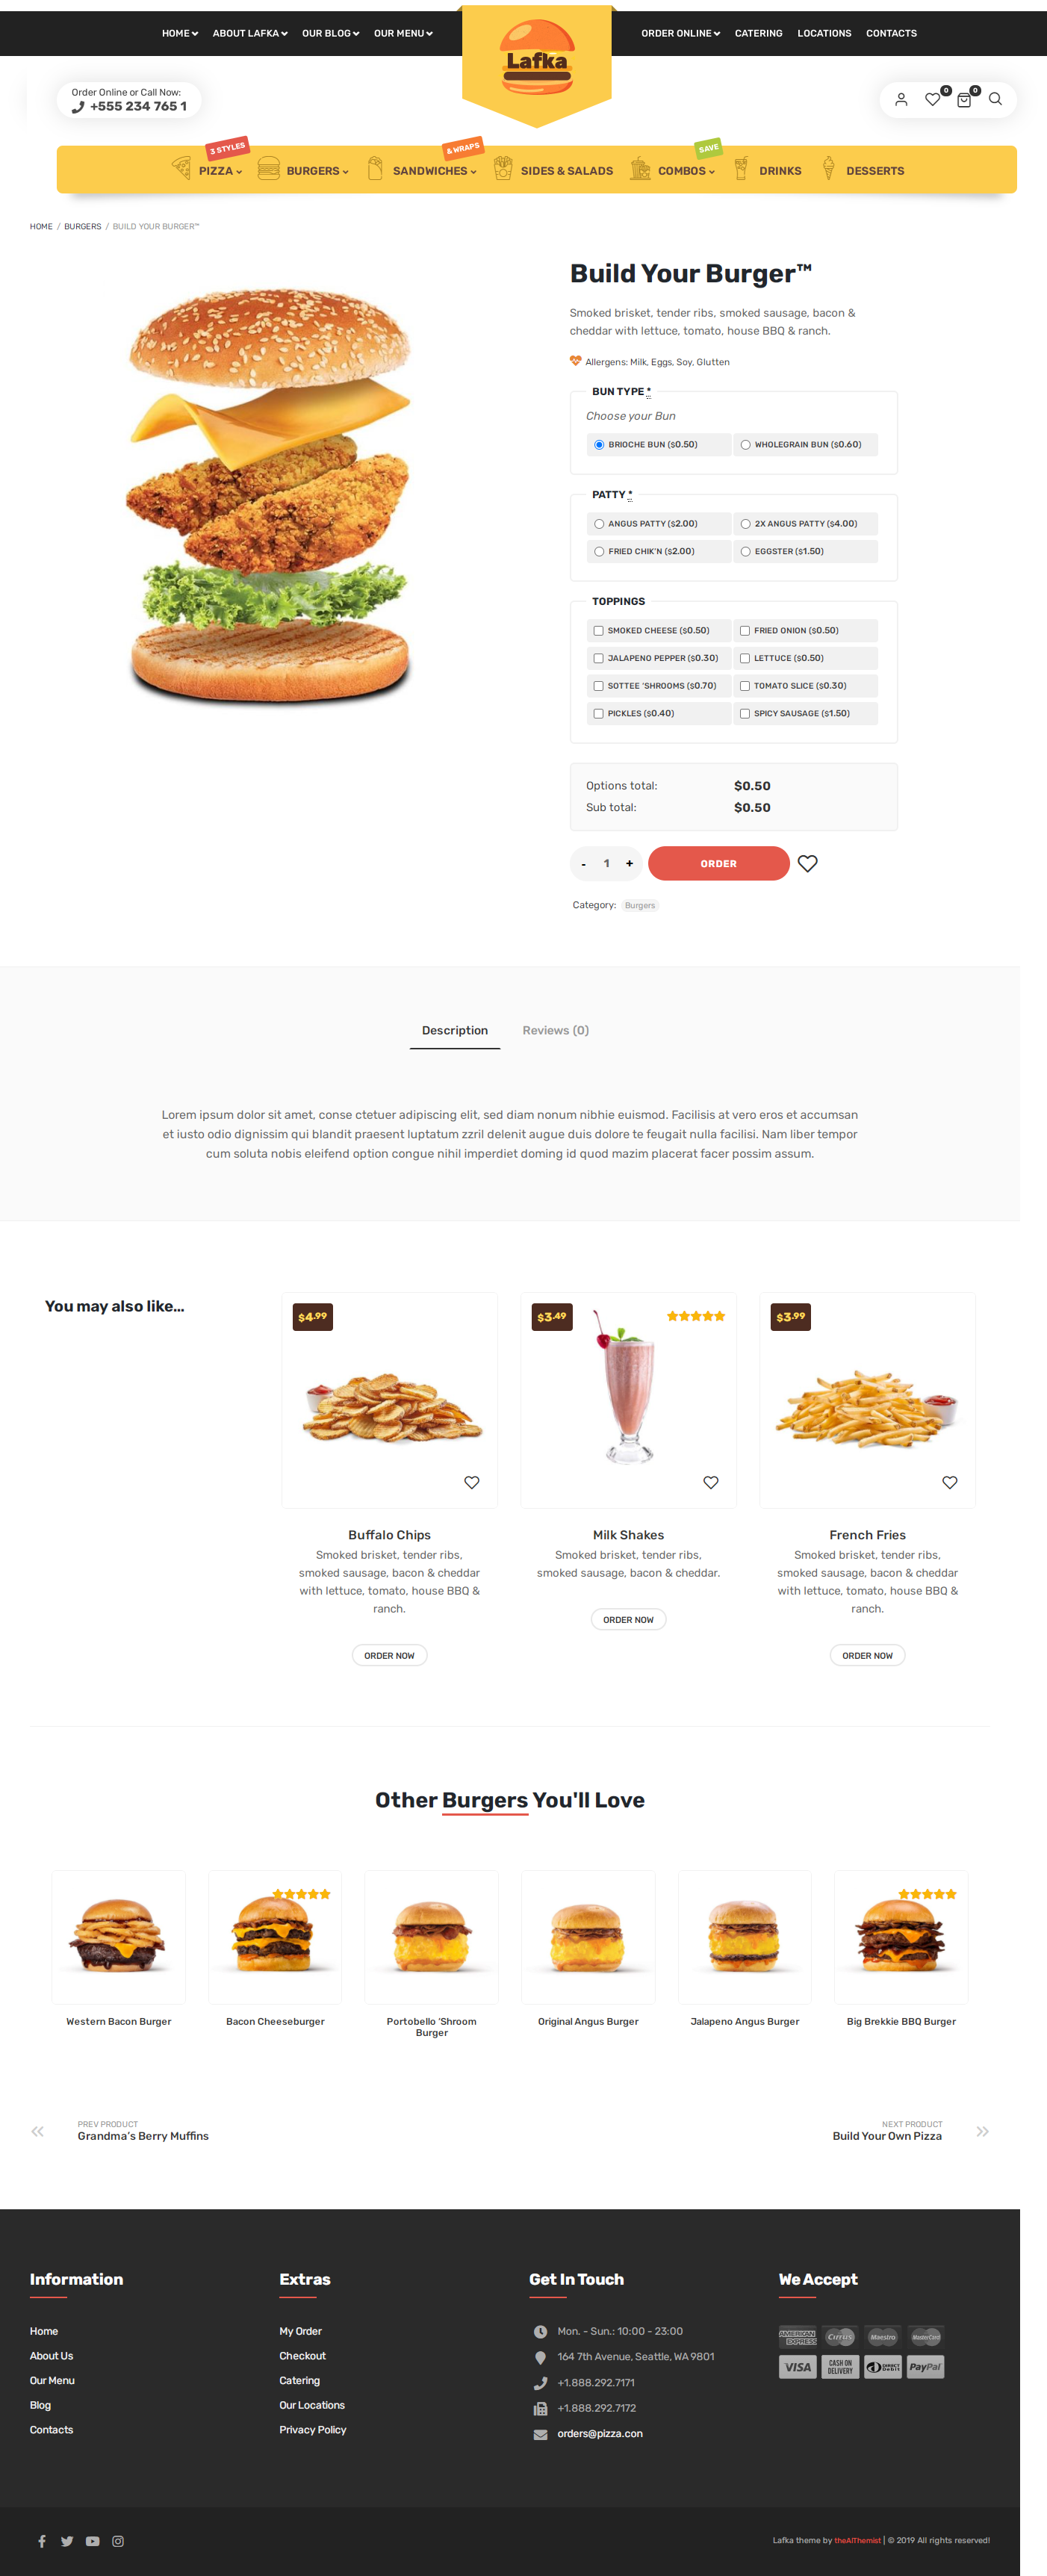 HOME ABOUT LAFKA OUR BLOG OUR MENU
Lafka
ORDER ONLINE CATERING LOCATIONS CONTACTS
Order Online or Call Now:
+555 234 765 1
0 0
3 STYLES & WRAPS SAVE
PIZZA BURGERS SANDWICHES SIDES & SALADS COMBOS DRINKS DESSERTS
HOME / BURGERS / BUILD YOUR BURGER™
Build Your Burger™
Smoked brisket, tender ribs, smoked sausage, bacon &
cheddar with lettuce, tomato, house BBQ & ranch.
Allergens: Milk, Eggs, Soy, Glutten
BUN TYPE *
Choose your Bun
BRIOCHE BUN ($0.50) WHOLEGRAIN BUN ($0.60)
PATTY *
ANGUS PATTY ($2.00) 2X ANGUS PATTY ($4.00)
FRIED CHIK'N ($2.00) EGGSTER ($1.50)
TOPPINGS
SMOKED CHEESE ($0.50) FRIED ONION ($0.50)
JALAPENO PEPPER ($0.30) LETTUCE ($0.50)
SOTTEE 'SHROOMS ($0.70) TOMATO SLICE ($0.30)
PICKLES ($0.40) SPICY SAUSAGE ($1.50)
Options total: $0.50
Sub total: $0.50
- 1 + ORDER
Category: Burgers
Description Reviews (0)
Lorem ipsum dolor sit amet, conse ctetuer adipiscing elit, sed diam nonum nibhie euismod. Facilisis at vero eros et accumsan
et iusto odio dignissim qui blandit praesent luptatum zzril delenit augue duis dolore te feugait nulla facilisi. Nam liber tempor
cum soluta nobis eleifend option congue nihil imperdiet doming id quod mazim placerat facer possim assum.
You may also like...
$4.99
Buffalo Chips
Smoked brisket, tender ribs,
smoked sausage, bacon & cheddar
with lettuce, tomato, house BBQ &
ranch.
ORDER NOW
$3.49
Milk Shakes
Smoked brisket, tender ribs,
smoked sausage, bacon & cheddar.
ORDER NOW
$3.99
French Fries
Smoked brisket, tender ribs,
smoked sausage, bacon & cheddar
with lettuce, tomato, house BBQ &
ranch.
ORDER NOW
Other Burgers You'll Love
Western Bacon Burger
Bacon Cheeseburger
Portobello 'Shroom
Burger
Original Angus Burger
Jalapeno Angus Burger
Big Brekkie BBQ Burger
PREV PRODUCT
Grandma's Berry Muffins
NEXT PRODUCT
Build Your Own Pizza
Information
Home
About Us
Our Menu
Blog
Contacts
Extras
My Order
Checkout
Catering
Our Locations
Privacy Policy
Get In Touch
Mon. - Sun.: 10:00 - 23:00
164 7th Avenue, Seattle, WA 9801
+1.888.292.7171
+1.888.292.7172
orders@pizza.con
We Accept
AMERICAN EXPRESS Cirrus Maestro MasterCard
VISA CASH ON DELIVERY DIRECT Debit PayPal
Lafka theme by theAlThemist | © 2019 All rights reserved!